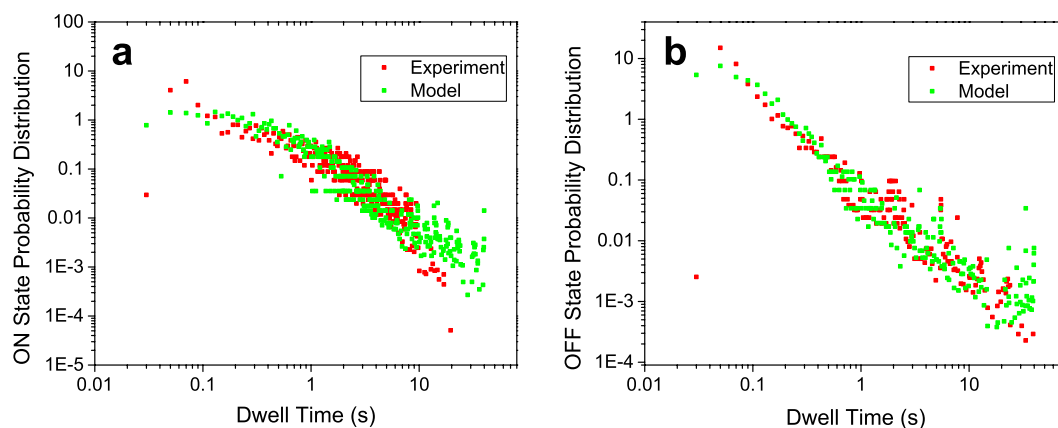 a
Experiment
Model
ON State Probability Distribution
100
10
1
0.1
0.01
1E-3
1E-4
1E-5
0.01
0.1
1
10
Dwell Time (s)
b
Experiment
Model
OFF State Probability Distribution
10
1
0.1
0.01
1E-3
1E-4
0.01
0.1
1
10
Dwell Time (s)